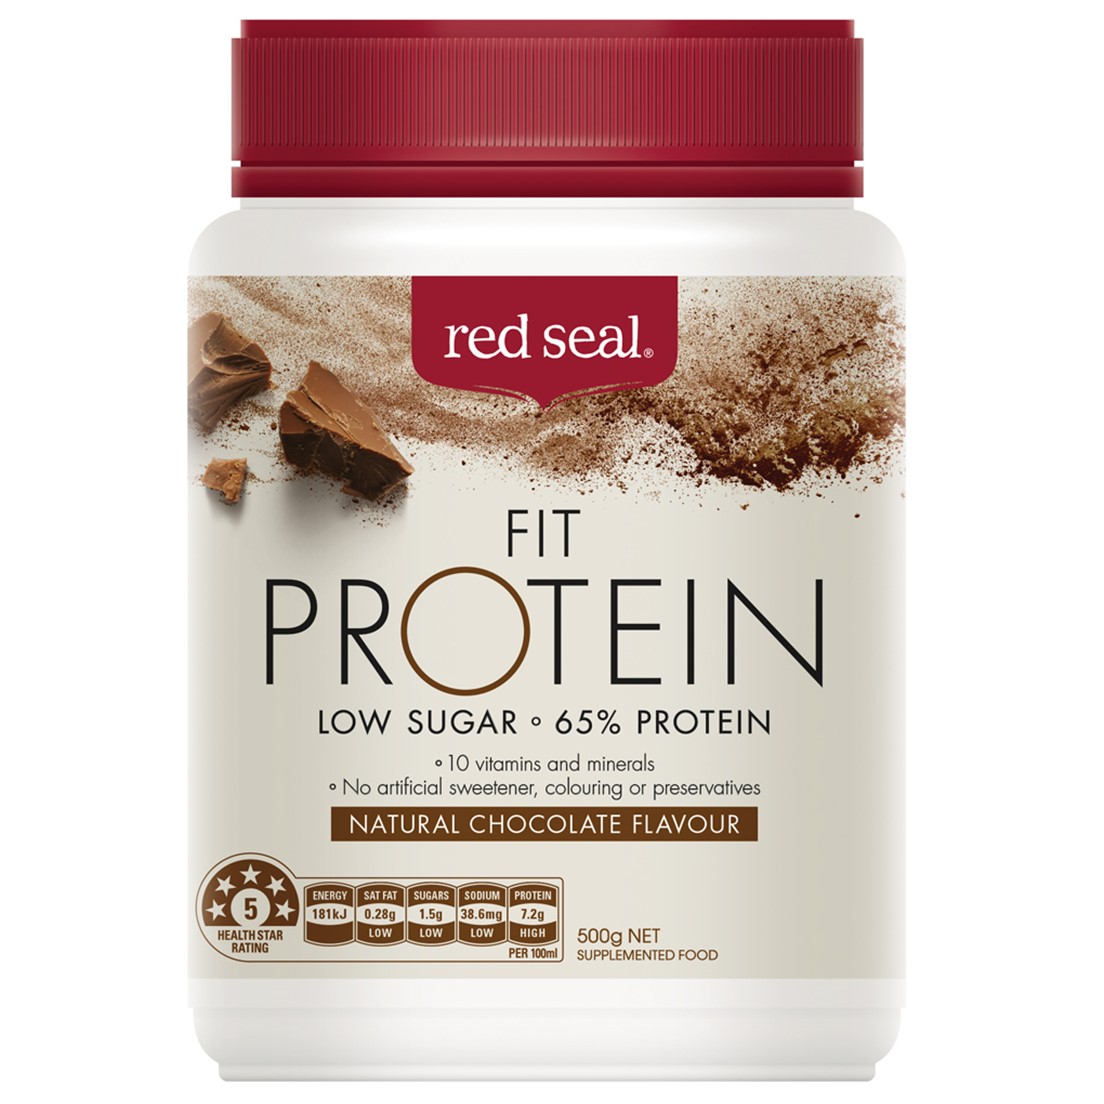 red seal®
FIT
PROTEIN
LOW SUGAR ° 65% PROTEIN
° 10 vitamins and minerals
° No artificial sweetener, colouring or preservatives
NATURAL CHOCOLATE FLAVOUR
5
HEALTH STAR
RATING
ENERGY SAT FAT SUGARS SODIUM PROTEIN
181kJ 0.28g 1.5g 38.6mg 7.2g
LOW LOW LOW HIGH
PER 100ml
500g NET
SUPPLEMENTED FOOD